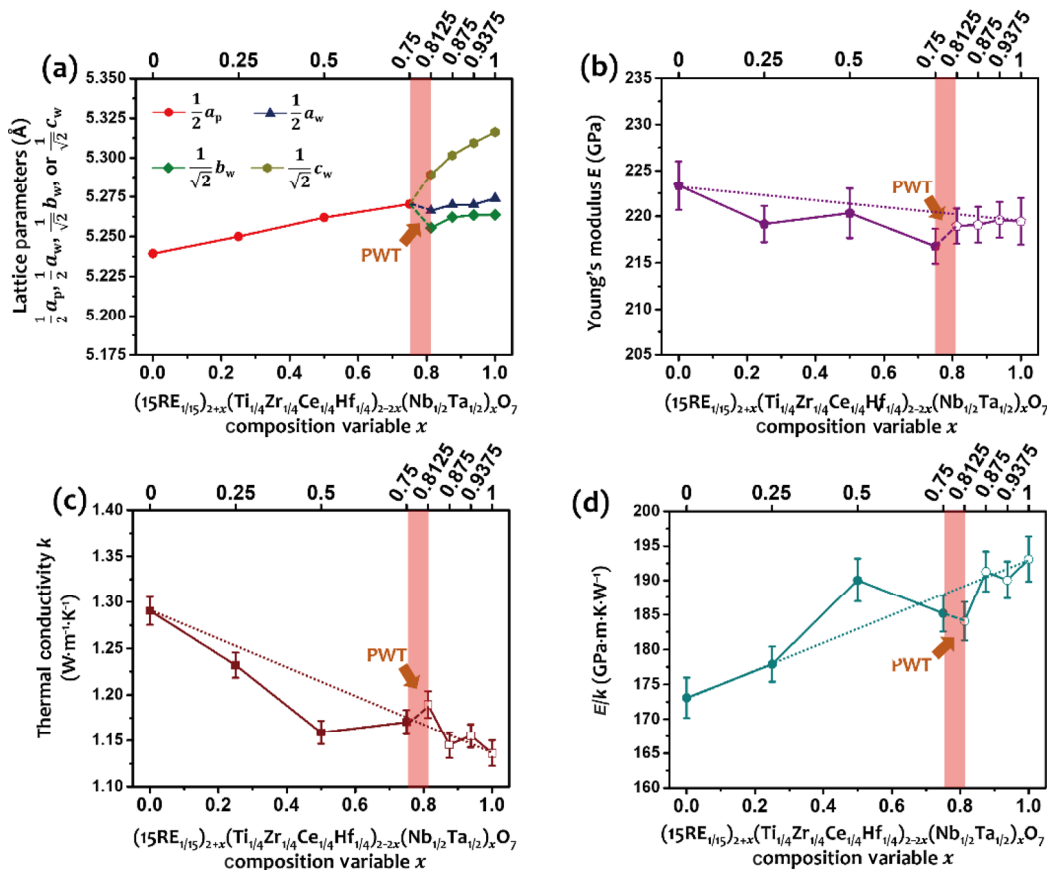 (a)
0 0.25 0.5 0.75 0.8125 0.875 0.9375 1
Lattice parameters (Å)
1/2 aₚ, 1/2 a_w, 1/√2 b_w, or 1/√2 c_w
5.350
5.325
5.300
5.275
5.250
5.225
5.200
5.175
1/2 aₚ
1/2 a_w
1/√2 b_w
1/√2 c_w
PWT
0.0 0.2 0.4 0.6 0.8 1.0
(15RE₁/₁₅)₂₊ₓ(Ti₁/₄Zr₁/₄Ce₁/₄Hf₁/₄)₂₋₂ₓ(Nb₁/₂Ta₁/₂)ₓO₇
composition variable x
(b)
0 0.25 0.5 0.75 0.8125 0.875 0.9375 1
Young's modulus E (GPa)
235
230
225
220
215
210
205
PWT
0.0 0.2 0.4 0.6 0.8 1.0
(15RE₁/₁₅)₂₊ₓ(Ti₁/₄Zr₁/₄Ce₁/₄Hf₁/₄)₂₋₂ₓ(Nb₁/₂Ta₁/₂)ₓO₇
composition variable x
(c)
0 0.25 0.5 0.75 0.8125 0.875 0.9375 1
Thermal conductivity k
(W·m⁻¹·K⁻¹)
1.40
1.35
1.30
1.25
1.20
1.15
1.10
PWT
0.0 0.2 0.4 0.6 0.8 1.0
(15RE₁/₁₅)₂₊ₓ(Ti₁/₄Zr₁/₄Ce₁/₄Hf₁/₄)₂₋₂ₓ(Nb₁/₂Ta₁/₂)ₓO₇
composition variable x
(d)
0 0.25 0.5 0.75 0.8125 0.875 0.9375 1
E/k (GPa·m·K·W⁻¹)
200
195
190
185
180
175
170
165
160
PWT
0.0 0.2 0.4 0.6 0.8 1.0
(15RE₁/₁₅)₂₊ₓ(Ti₁/₄Zr₁/₄Ce₁/₄Hf₁/₄)₂₋₂ₓ(Nb₁/₂Ta₁/₂)ₓO₇
composition variable x